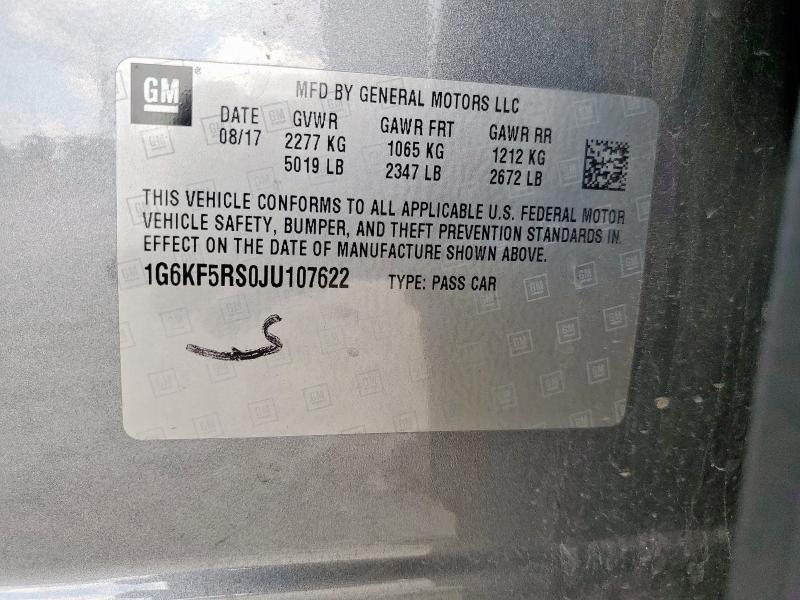 GM
MFD BY GENERAL MOTORS LLC
DATE GVWR GAWR FRT GAWR RR
08/17 2277 KG 1065 KG 1212 KG
5019 LB 2347 LB 2672 LB
THIS VEHICLE CONFORMS TO ALL APPLICABLE U.S. FEDERAL MOTOR
VEHICLE SAFETY, BUMPER, AND THEFT PREVENTION STANDARDS IN
EFFECT ON THE DATE OF MANUFACTURE SHOWN ABOVE.
1G6KF5RS0JU107622 TYPE: PASS CAR